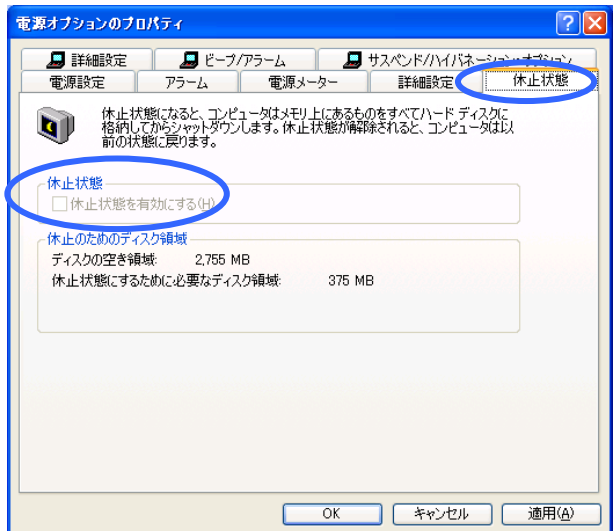 電源オプションのプロパティ
詳細設定 ビープ/アラーム サスペンド/ハイバネーション・オプション
電源設定 アラーム 電源メーター 詳細設定 休止状態
休止状態になると、コンピュータはメモリ上にあるものをすべてハード ディスクに
格納してからシャットダウンします。休止状態が解除されると、コンピュータは以
前の状態に戻ります。
休止状態
休止状態を有効にする(H)
休止のためのディスク領域
ディスクの空き領域: 2,755 MB
休止状態にするために必要なディスク領域: 375 MB
OK キャンセル 適用(A)